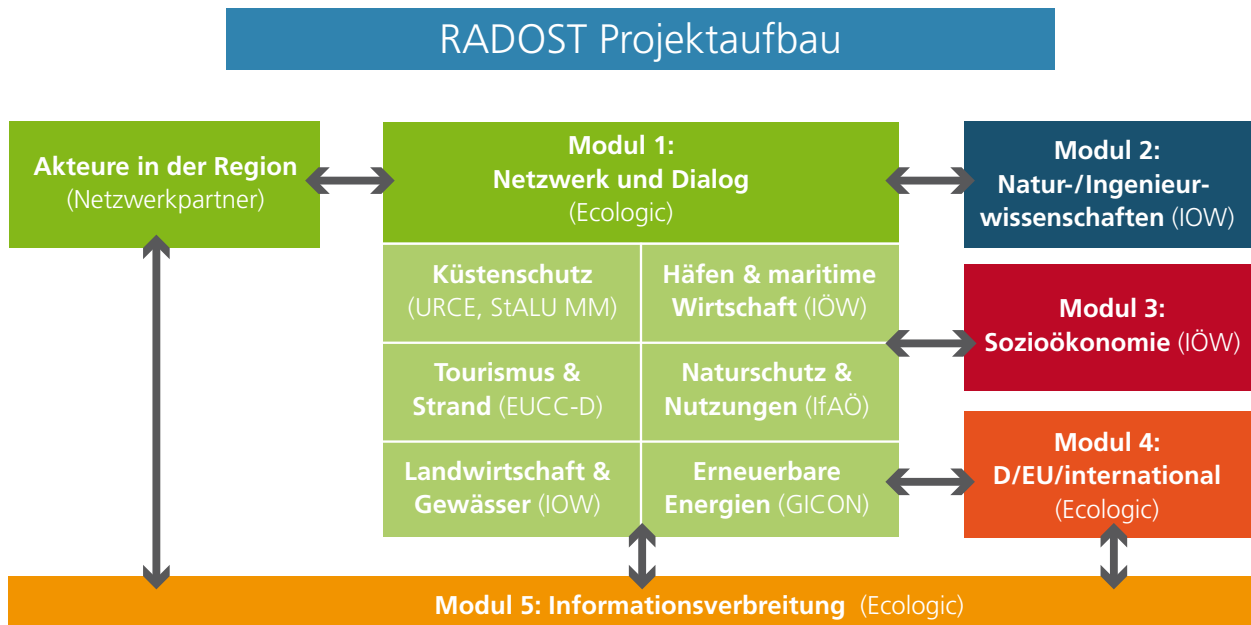 RADOST Projektaufbau
Akteure in der Region
(Netzwerkpartner)
Modul 1:
Netzwerk und Dialog
(Ecologic)
Küstenschutz
(URCE, StALU MM)
Häfen & maritime
Wirtschaft (IÖW)
Tourismus &
Strand (EUCC-D)
Naturschutz &
Nutzungen (IfAÖ)
Landwirtschaft &
Gewässer (IOW)
Erneuerbare
Energien (GICON)
Modul 2:
Natur-/Ingenieur-
wissenschaften (IOW)
Modul 3:
Sozioökonomie (IÖW)
Modul 4:
D/EU/international
(Ecologic)
Modul 5: Informationsverbreitung (Ecologic)